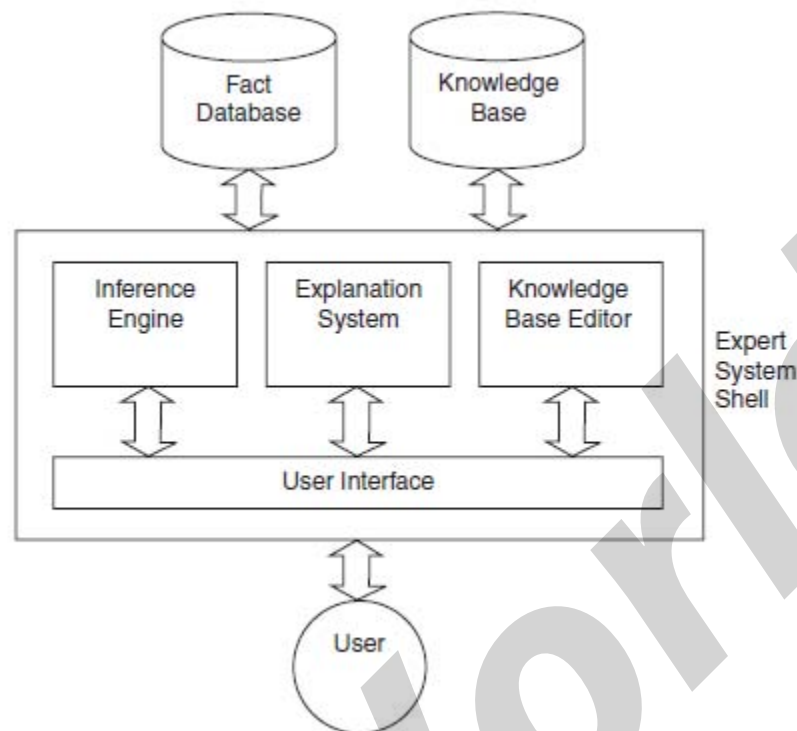 Fact
Database
Knowledge
Base
Inference
Engine
Explanation
System
Knowledge
Base Editor
Expert
System
Shell
User Interface
User